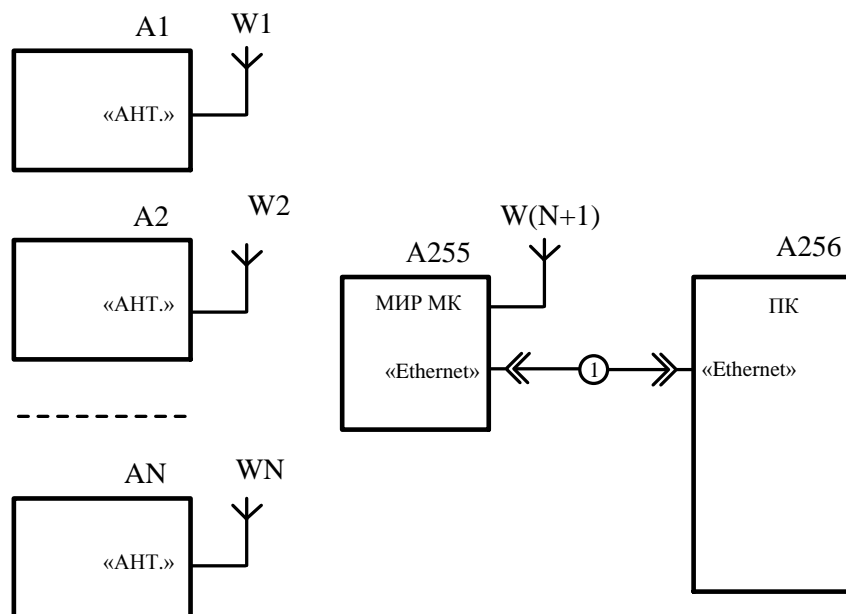 A1
W1
«АНТ.»
A2
W2
«АНТ.»
W(N+1)
A255
A256
МИР МК
ПК
«Ethernet»
1
«Ethernet»
AN
WN
«АНТ.»